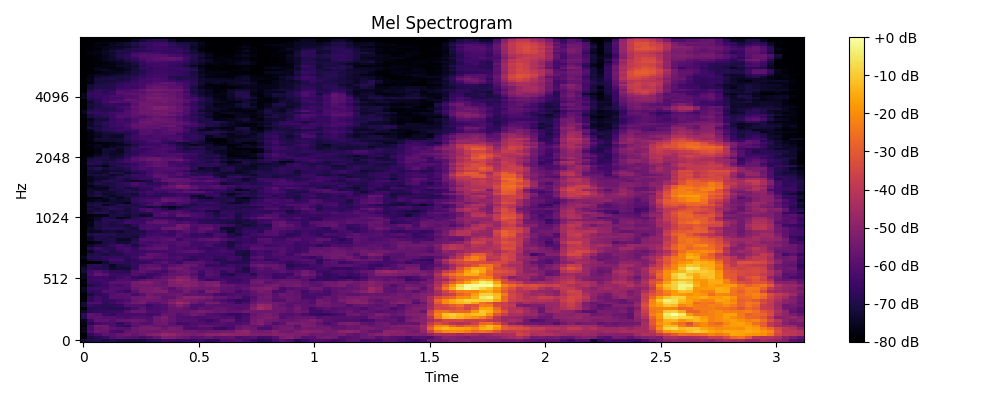 Mel Spectrogram
Hz
4096
2048
1024
512
0
0 0.5 1 1.5 2 2.5 3
Time
+0 dB
-10 dB
-20 dB
-30 dB
-40 dB
-50 dB
-60 dB
-70 dB
-80 dB